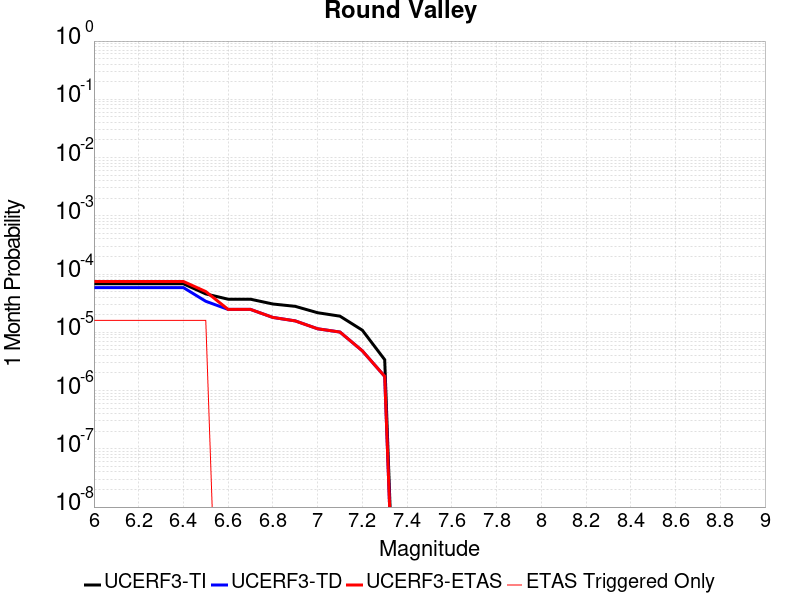 Round Valley
10^0
10^-1
10^-2
10^-3
10^-4
10^-5
10^-6
10^-7
10^-8
1 Month Probability
6 6.2 6.4 6.6 6.8 7 7.2 7.4 7.6 7.8 8 8.2 8.4 8.6 8.8 9
Magnitude
UCERF3-TI UCERF3-TD UCERF3-ETAS ETAS Triggered Only